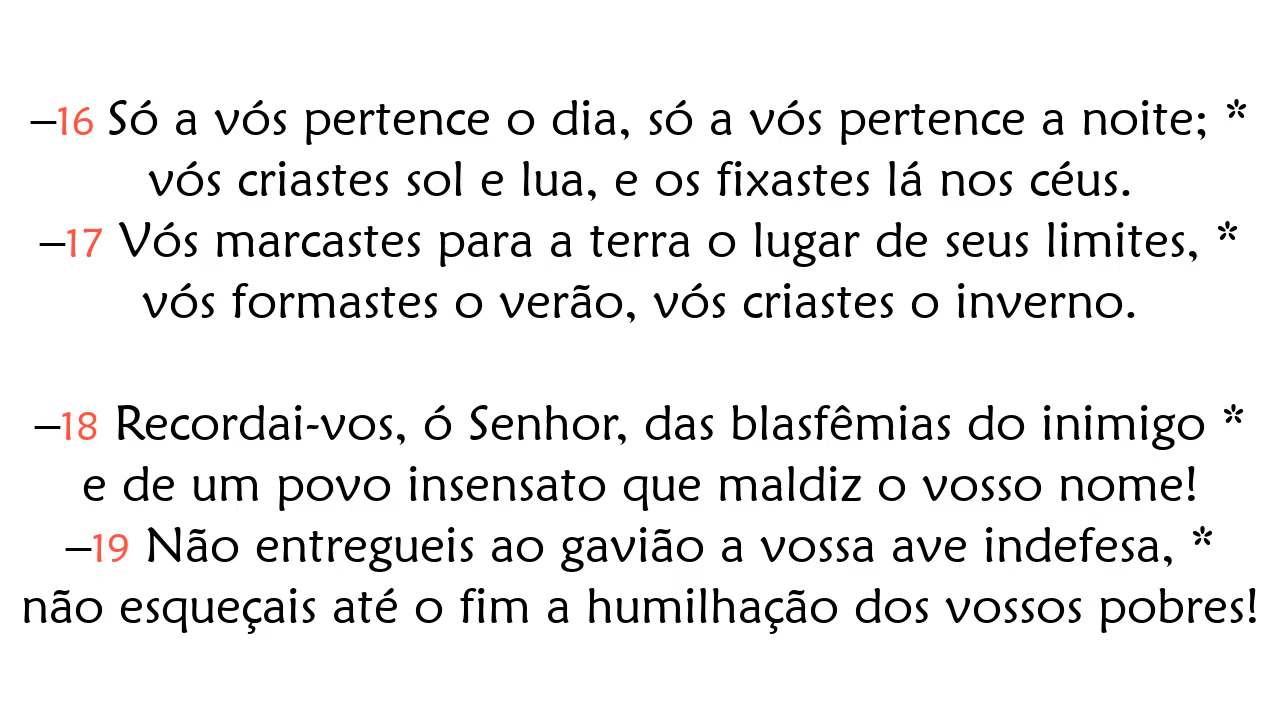 –16 Só a vós pertence o dia, só a vós pertence a noite; *
vós criastes sol e lua, e os fixastes lá nos céus.
–17 Vós marcastes para a terra o lugar de seus limites, *
vós formastes o verão, vós criastes o inverno.
–18 Recordai-vos, ó Senhor, das blasfêmias do inimigo *
e de um povo insensato que maldiz o vosso nome!
–19 Não entregueis ao gavião a vossa ave indefesa, *
não esqueçais até o fim a humilhação dos vossos pobres!